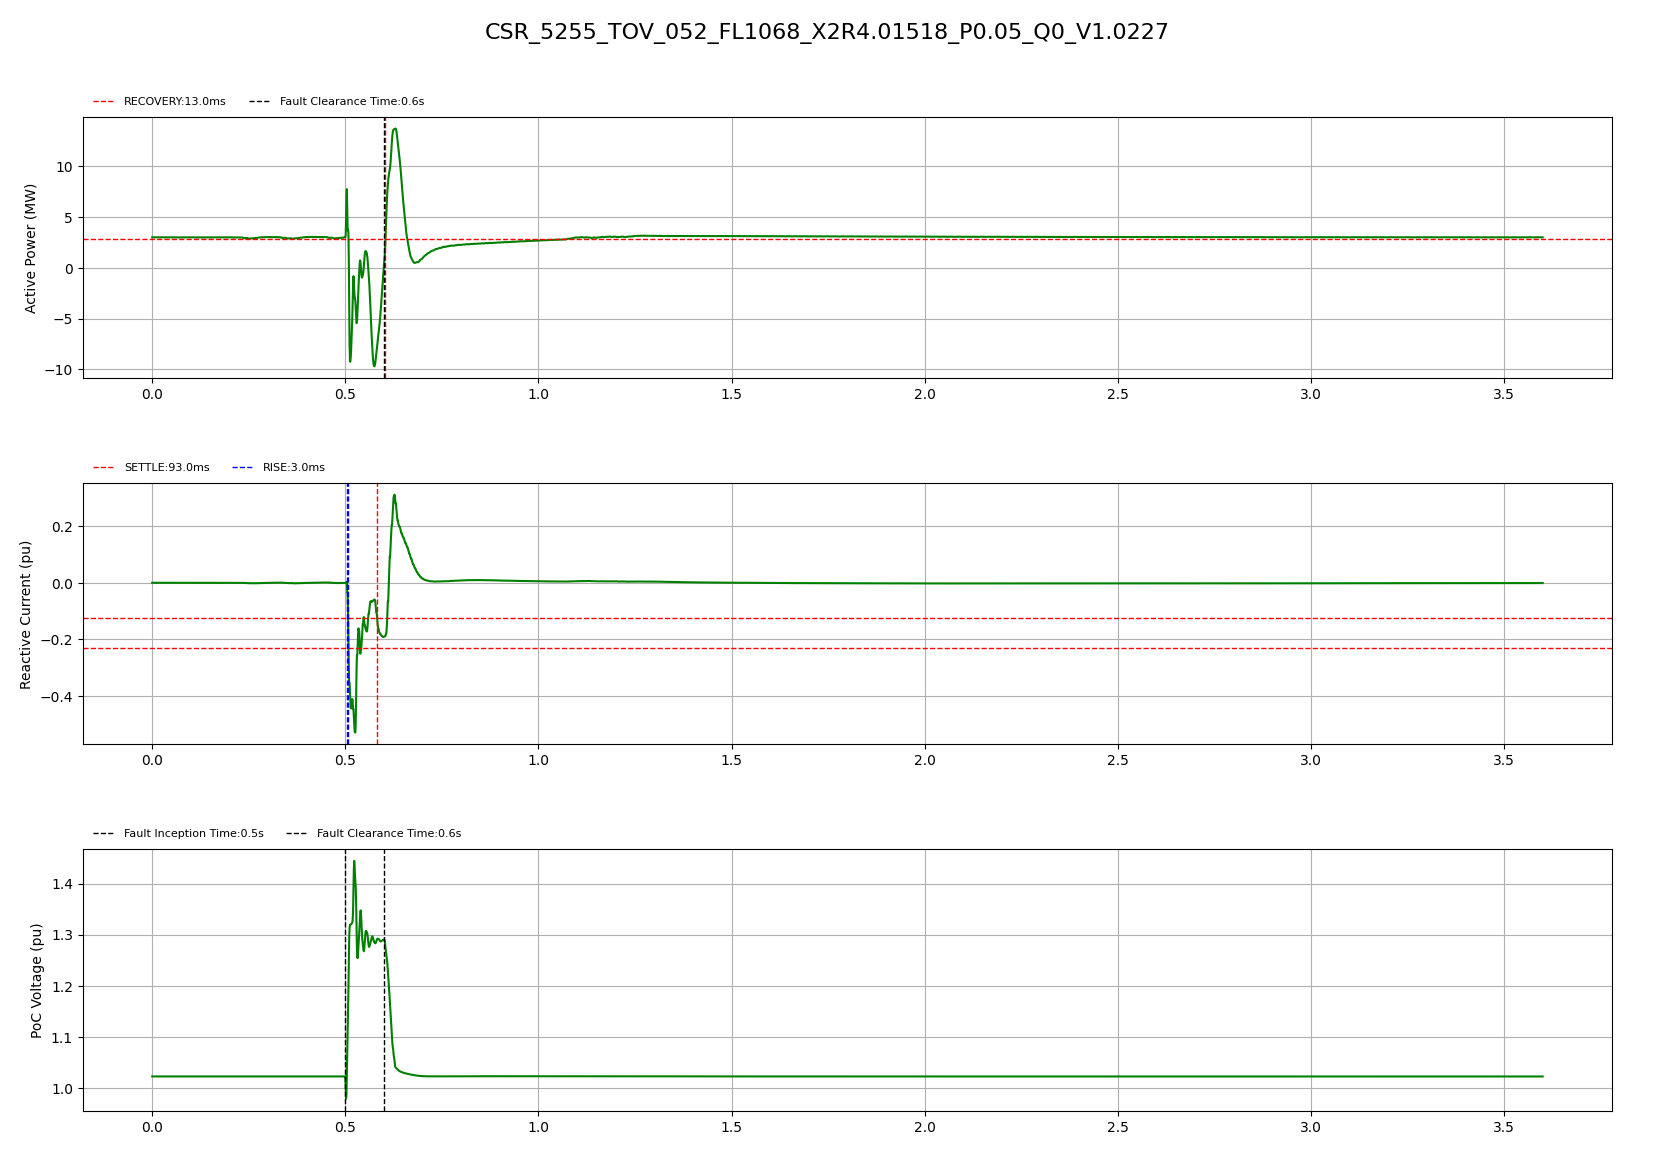 CSR_5255_TOV_052_FL1068_X2R4.01518_P0.05_Q0_V1.0227
RECOVERY:13.0ms Fault Clearance Time:0.6s
Active Power (MW)
10
5
0
−5
−10
0.0 0.5 1.0 1.5 2.0 2.5 3.0 3.5
SETTLE:93.0ms RISE:3.0ms
Reactive Current (pu)
0.2
0.0
−0.2
−0.4
0.0 0.5 1.0 1.5 2.0 2.5 3.0 3.5
Fault Inception Time:0.5s Fault Clearance Time:0.6s
PoC Voltage (pu)
1.4
1.3
1.2
1.1
1.0
0.0 0.5 1.0 1.5 2.0 2.5 3.0 3.5